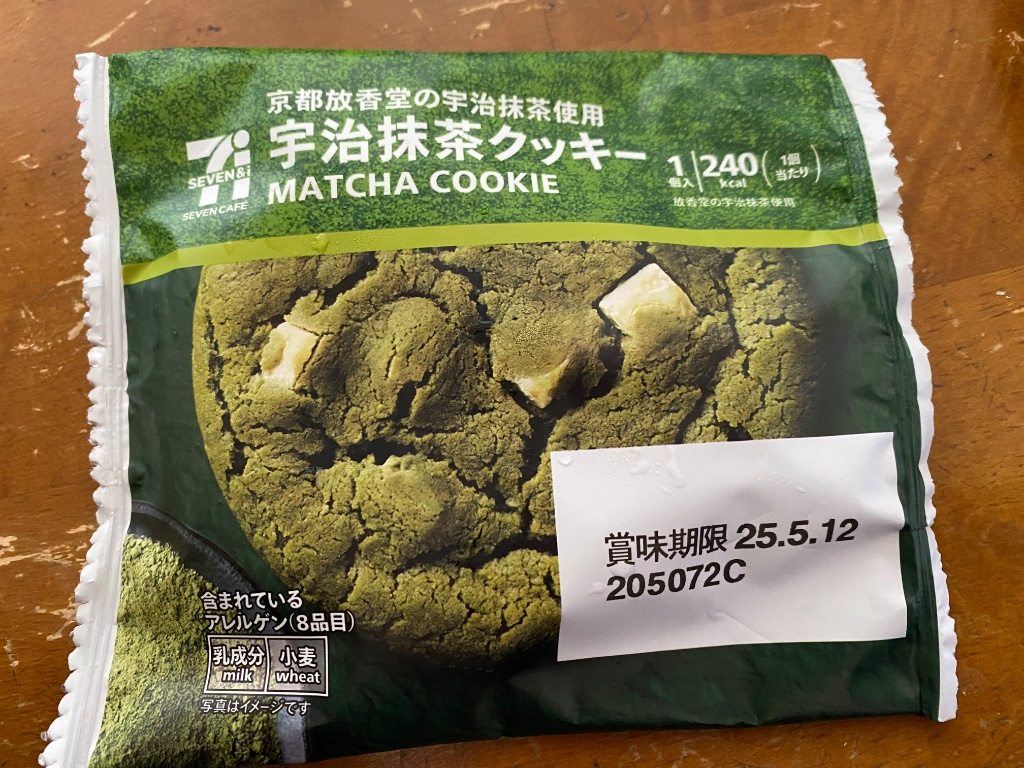 京都放香堂の宇治抹茶使用
宇治抹茶クッキー
MATCHA COOKIE
7i
SEVEN&i
SEVEN CAFÉ
1個入 240kcal (1個当たり)
放香堂の宇治抹茶使用
賞味期限 25.5.12
205072C
含まれている
アレルゲン(8品目)
乳成分 小麦
milk wheat
写真はイメージです